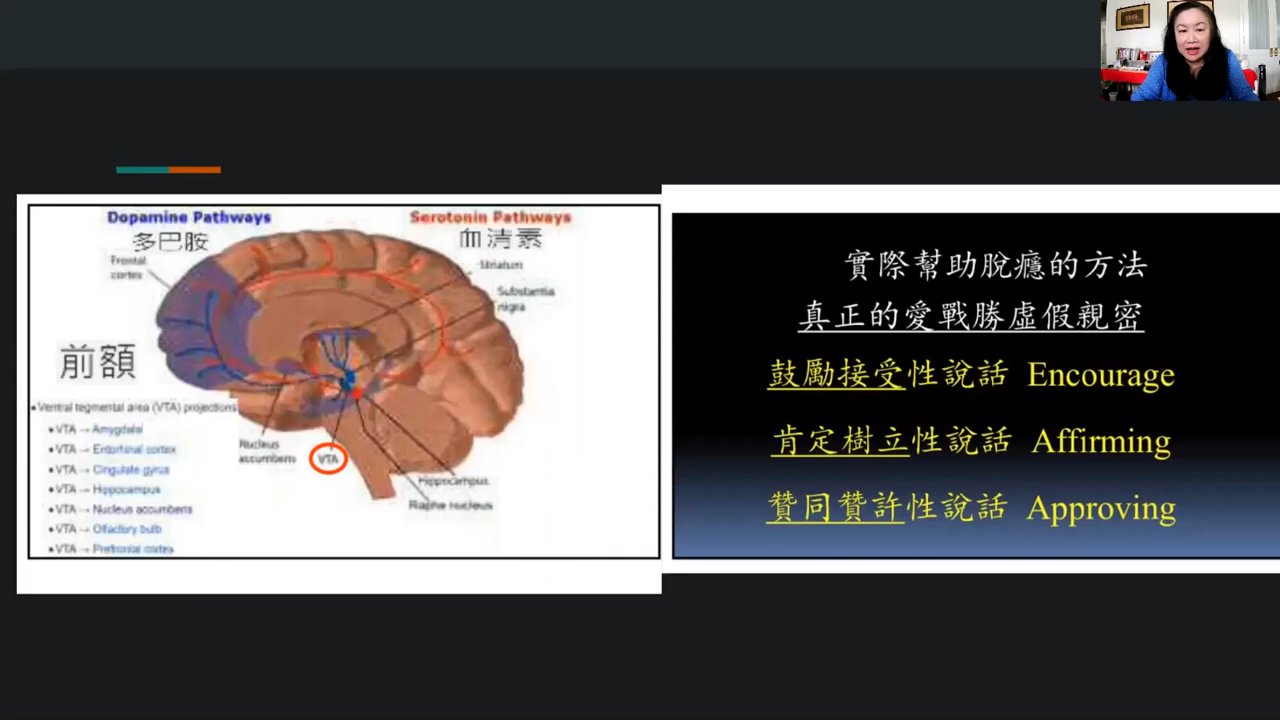 Dopamine Pathways
多巴胺
Serotonin Pathways
血清素
Frontal
cortex
Striatum
Substantia
nigra
前額
•Ventral tegmental area (VTA) projections
•VTA → Amygdala
•VTA → Entorhinal cortex
•VTA → Cingulate gyrus
•VTA → Hippocampus
•VTA → Nucleus accumbens
•VTA → Olfactory bulb
•VTA → Prefrontal cortex
Nucleus
accumbens
VTA
Hippocampus
Raphe nucleus
實際幫助脫癮的方法
真正的愛戰勝虛假親密
鼓勵接受性說話 Encourage
肯定樹立性說話 Affirming
贊同贊許性說話 Approving